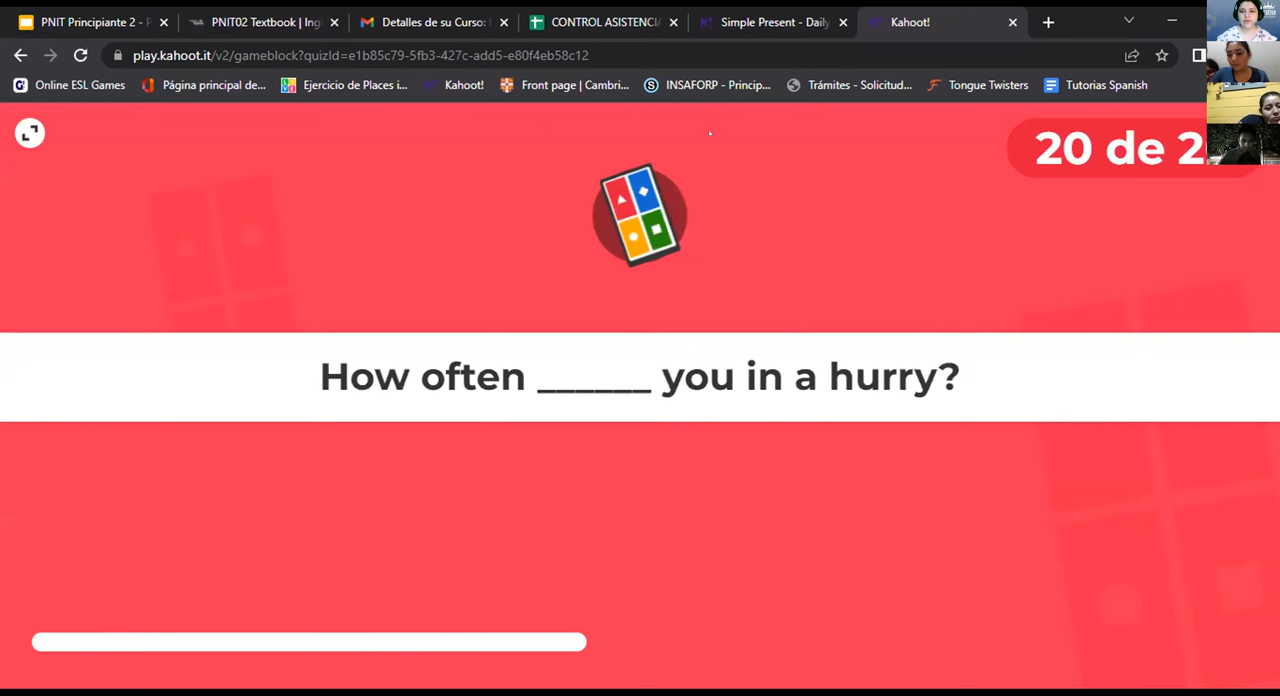 PNIT Principiante 2 - P
PNIT02 Textbook | Ing
Detalles de su Curso:
CONTROL ASISTENCIA
Simple Present - Daily
Kahoot!
play.kahoot.it/v2/gameblock?quizId=e1b85c79-5fb3-427c-add5-e80f4eb58c12
Online ESL Games
Página principal de...
Ejercicio de Places i...
Kahoot!
Front page | Cambri...
INSAFORP - Princip...
Trámites - Solicitud...
Tongue Twisters
Tutorias Spanish
20 de 2
How often ______ you in a hurry?